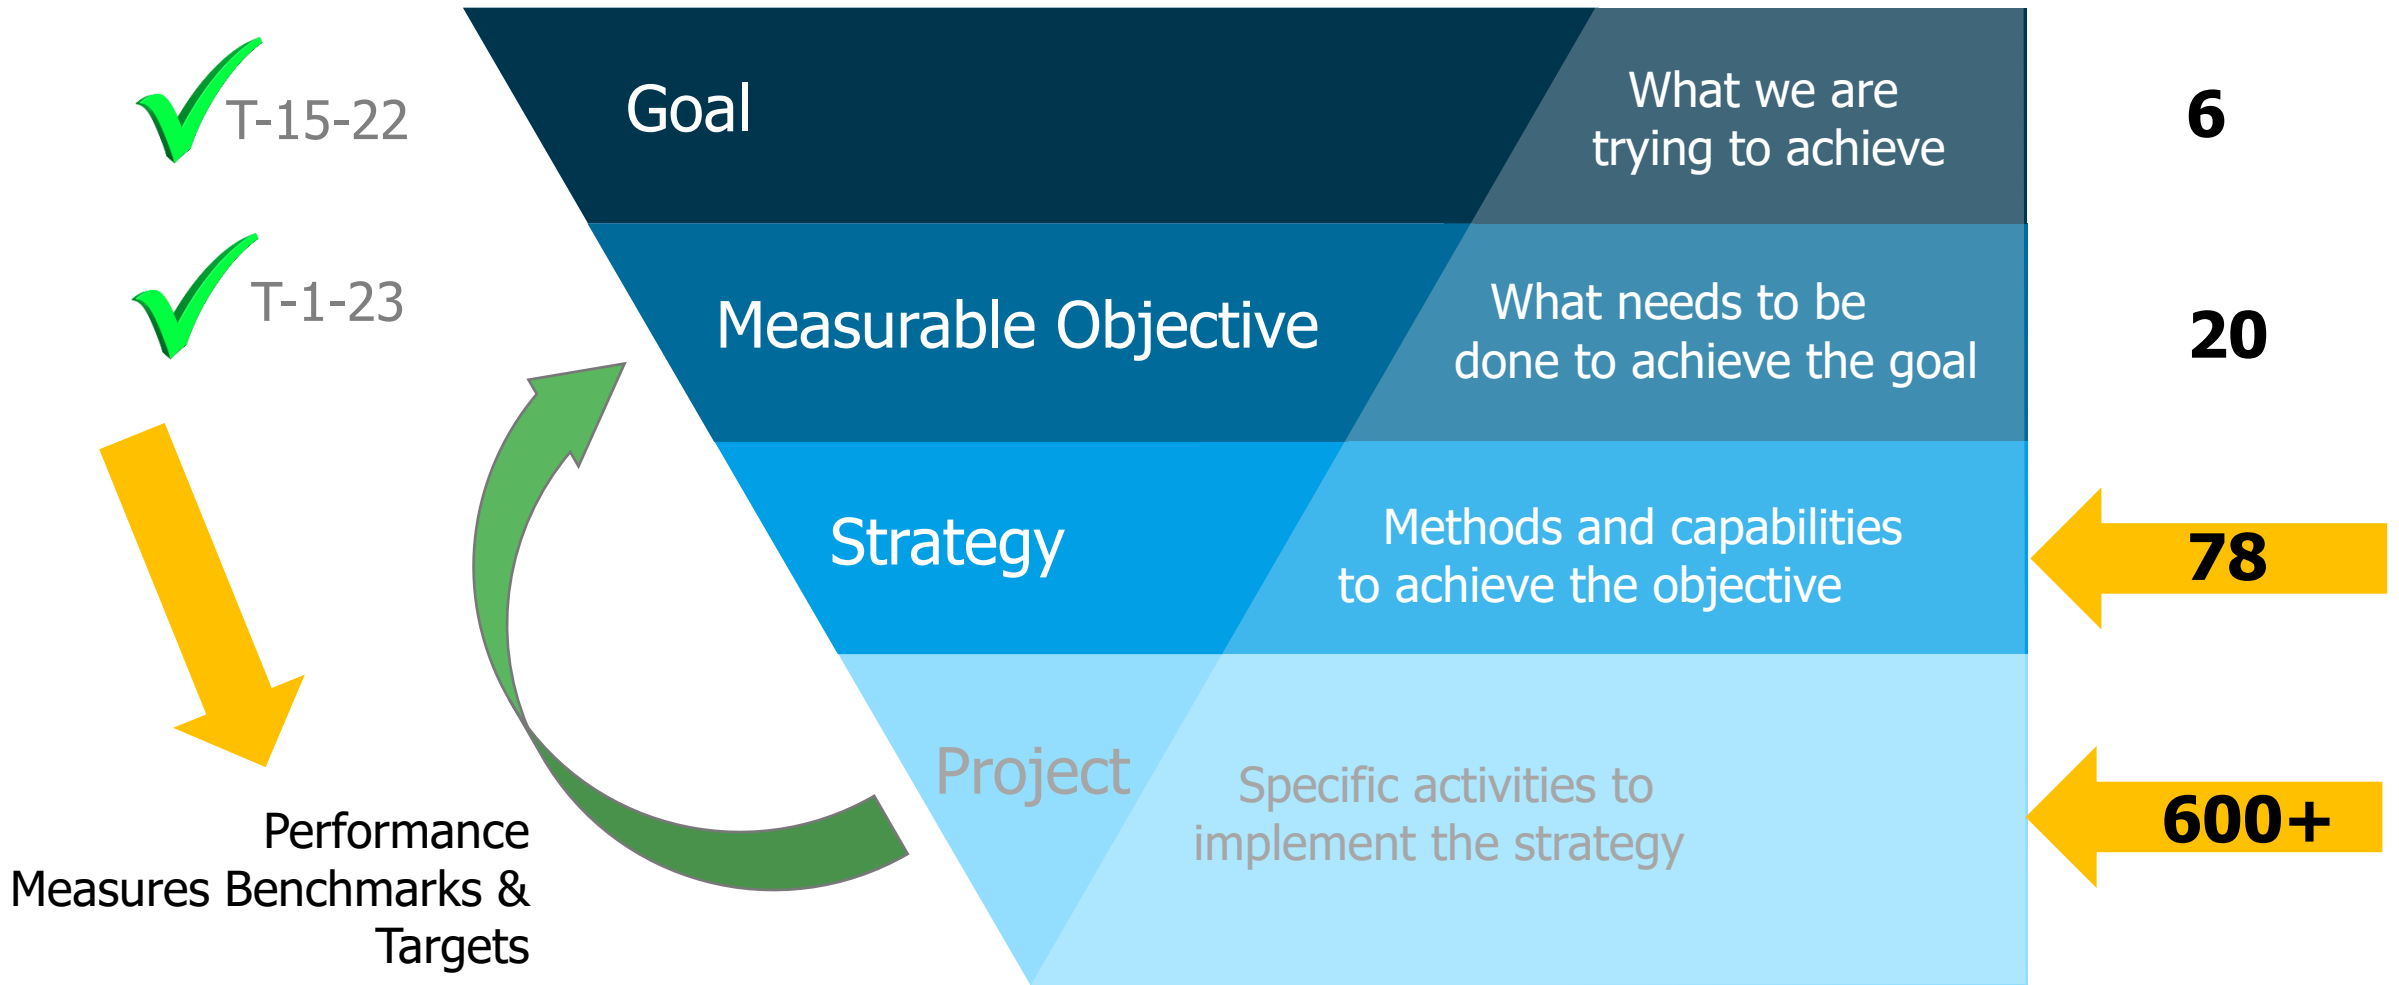 T-15-22
Goal
What we are
trying to achieve
6
T-1-23
Measurable Objective
What needs to be
done to achieve the goal
20
Strategy
Methods and capabilities
to achieve the objective
78
Project
Specific activities to
implement the strategy
600+
Performance
Measures Benchmarks &
Targets